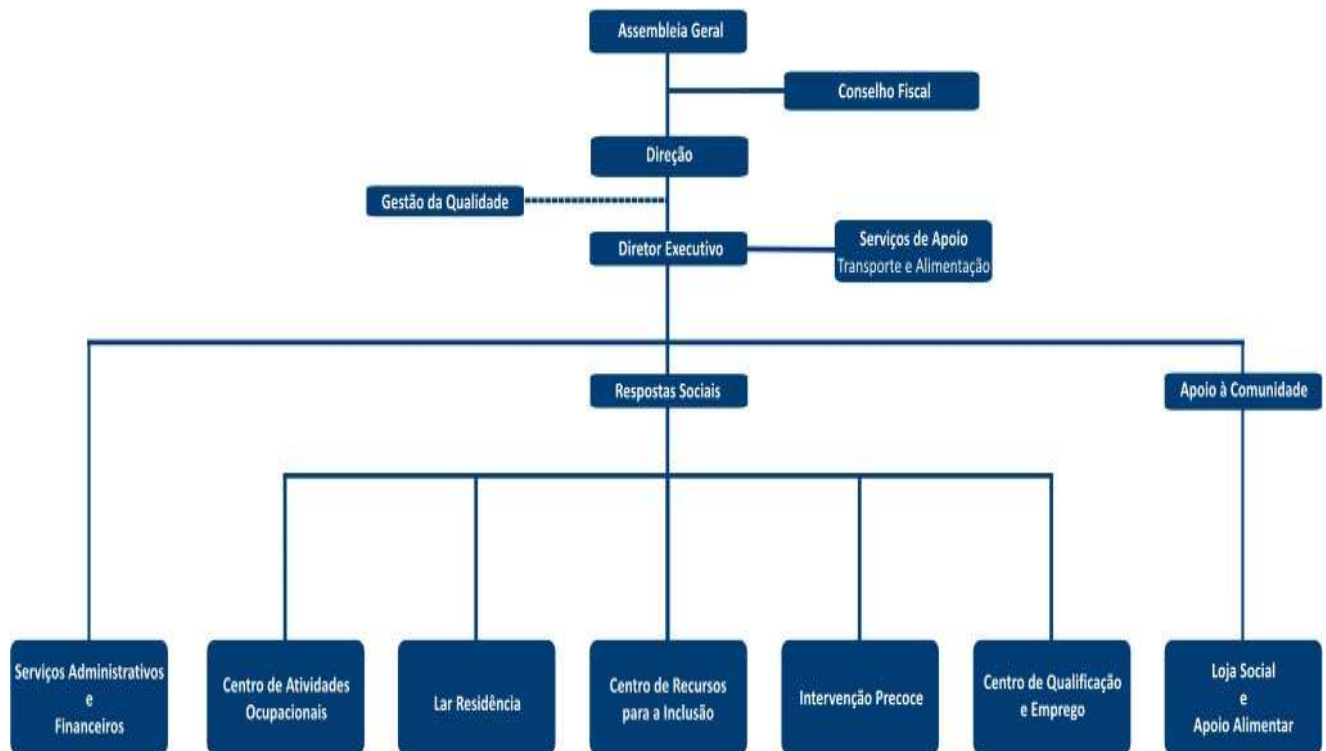 Assembleia Geral
Conselho Fiscal
Direção
Gestão da Qualidade
Diretor Executivo
Serviços de Apoio
Transporte e Alimentação
Respostas Sociais
Apoio à Comunidade
Serviços Administrativos
e
Financeiros
Centro de Atividades
Ocupacionais
Lar Residência
Centro de Recursos
para a Inclusão
Intervenção Precoce
Centro de Qualificação
e Emprego
Loja Social
e
Apoio Alimentar